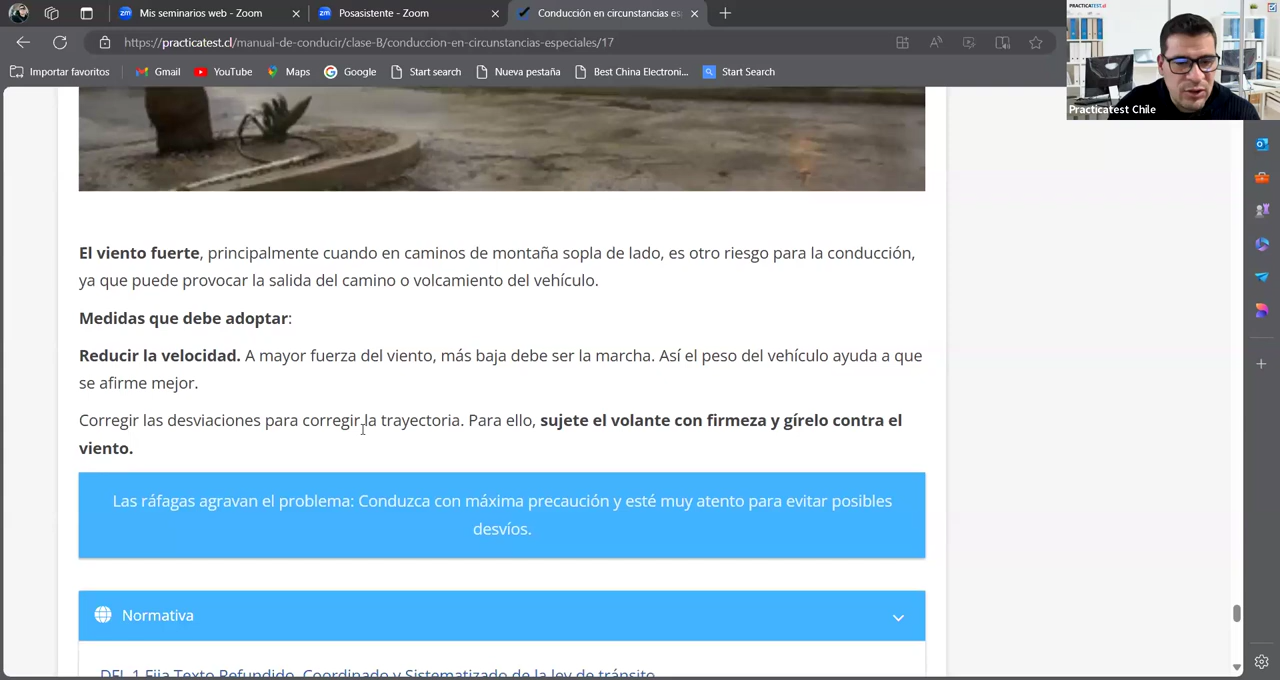 Mis seminarios web - Zoom
Posasistente - Zoom
Conducción en circunstancias es
https://practicatest.cl/manual-de-conducir/clase-B/conduccion-en-circunstancias-especiales/17
Importar favoritos
Gmail
YouTube
Maps
Google
Start search
Nueva pestaña
Best China Electroni...
Start Search
PRACTICATEST.cl
Practicatest Chile
El viento fuerte, principalmente cuando en caminos de montaña sopla de lado, es otro riesgo para la conducción,
ya que puede provocar la salida del camino o volcamiento del vehículo.
Medidas que debe adoptar:
Reducir la velocidad. A mayor fuerza del viento, más baja debe ser la marcha. Así el peso del vehículo ayuda a que
se afirme mejor.
Corregir las desviaciones para corregir la trayectoria. Para ello, sujete el volante con firmeza y gírelo contra el
viento.
Las ráfagas agravan el problema: Conduzca con máxima precaución y esté muy atento para evitar posibles
desvíos.
Normativa
DFL 1 Fija Texto Refundido, Coordinado y Sistematizado de la ley de tránsito